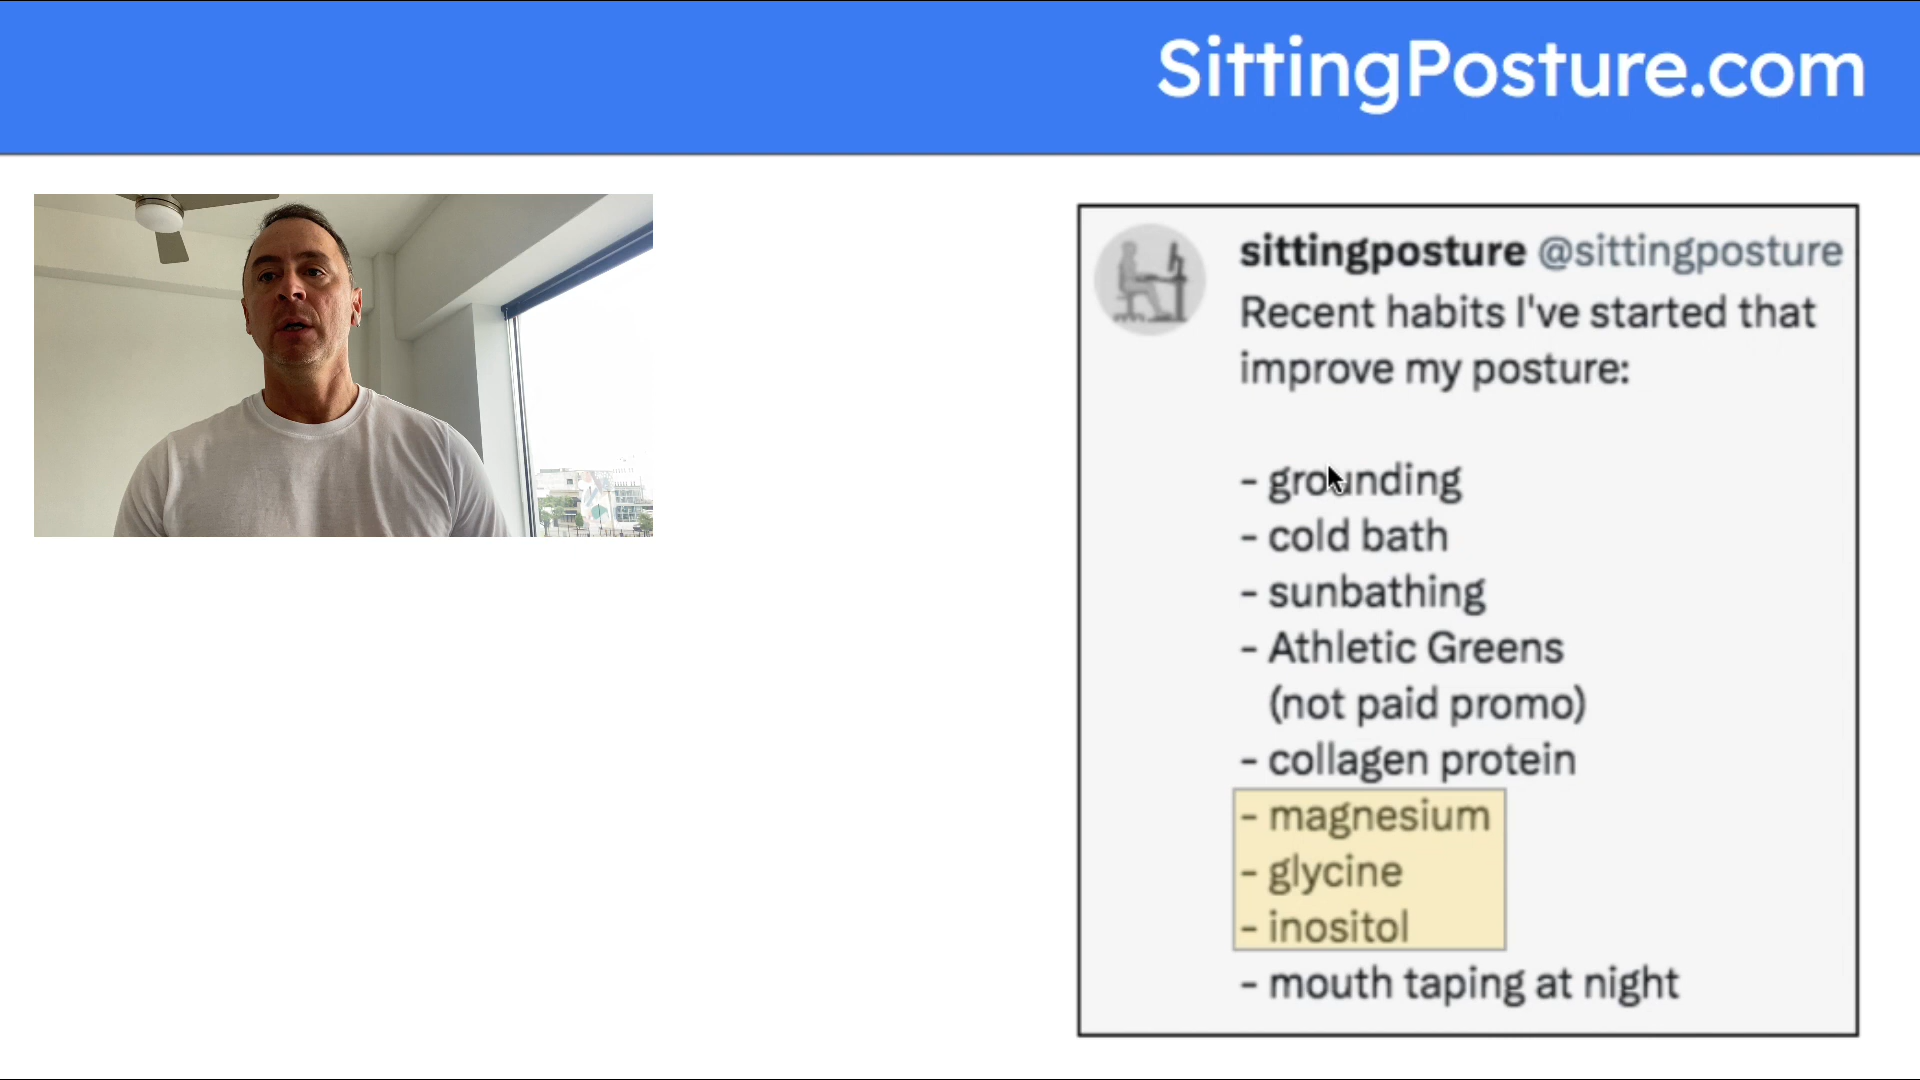 SittingPosture.com
sittingposture @sittingposture
Recent habits I've started that
improve my posture:
- grounding
- cold bath
- sunbathing
- Athletic Greens
(not paid promo)
- collagen protein
- magnesium
- glycine
- inositol
- mouth taping at night